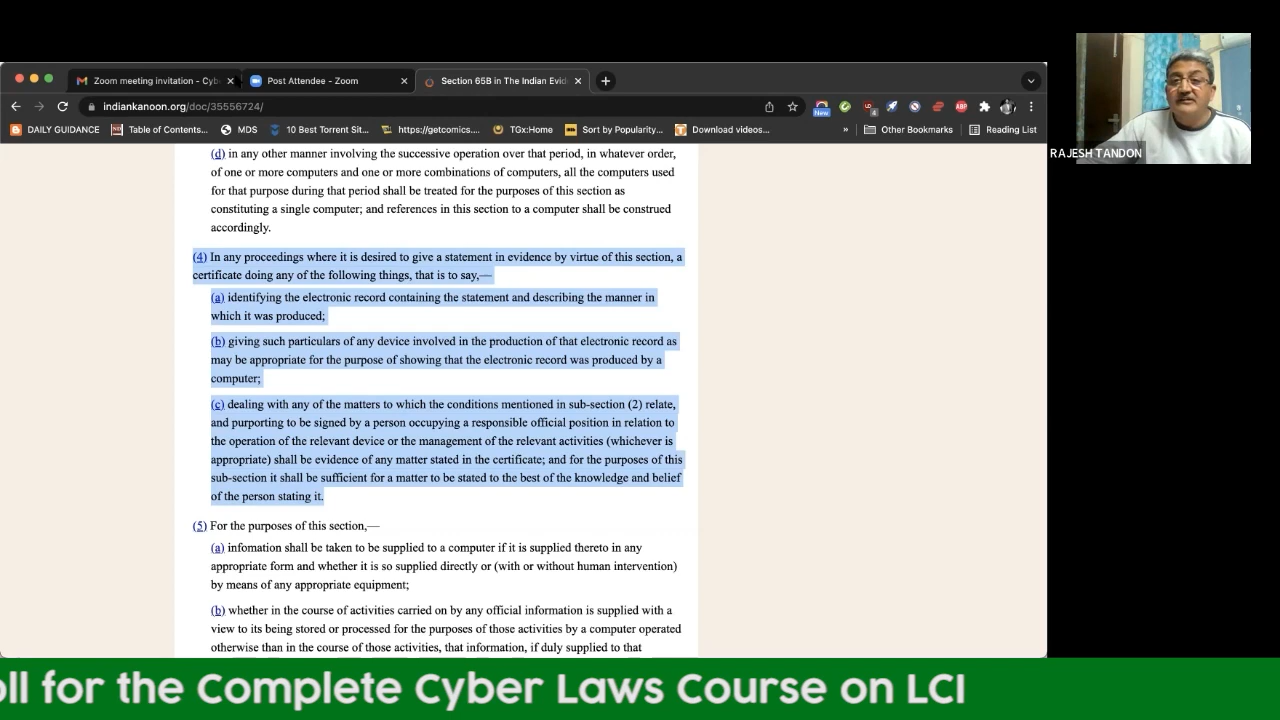 Zoom meeting invitation - Cyb
Post Attendee - Zoom
Section 65B in The Indian Evid
indiankanoon.org/doc/35556724/
New
4
ABP
DAILY GUIDANCE
Table of Contents...
MDS
10 Best Torrent Sit...
https://getcomics....
TGx:Home
Sort by Popularity...
Download videos...
»
Other Bookmarks
Reading List
RAJESH TANDON
(d) in any other manner involving the successive operation over that period, in whatever order,
of one or more computers and one or more combinations of computers, all the computers used
for that purpose during that period shall be treated for the purposes of this section as
constituting a single computer; and references in this section to a computer shall be construed
accordingly.
(4) In any proceedings where it is desired to give a statement in evidence by virtue of this section, a
certificate doing any of the following things, that is to say,—
(a) identifying the electronic record containing the statement and describing the manner in
which it was produced;
(b) giving such particulars of any device involved in the production of that electronic record as
may be appropriate for the purpose of showing that the electronic record was produced by a
computer;
(c) dealing with any of the matters to which the conditions mentioned in sub-section (2) relate,
and purporting to be signed by a person occupying a responsible official position in relation to
the operation of the relevant device or the management of the relevant activities (whichever is
appropriate) shall be evidence of any matter stated in the certificate; and for the purposes of this
sub-section it shall be sufficient for a matter to be stated to the best of the knowledge and belief
of the person stating it.
(5) For the purposes of this section,—
(a) infomation shall be taken to be supplied to a computer if it is supplied thereto in any
appropriate form and whether it is so supplied directly or (with or without human intervention)
by means of any appropriate equipment;
(b) whether in the course of activities carried on by any official information is supplied with a
view to its being stored or processed for the purposes of those activities by a computer operated
otherwise than in the course of those activities, that information, if duly supplied to that
oll for the Complete Cyber Laws Course on LCI